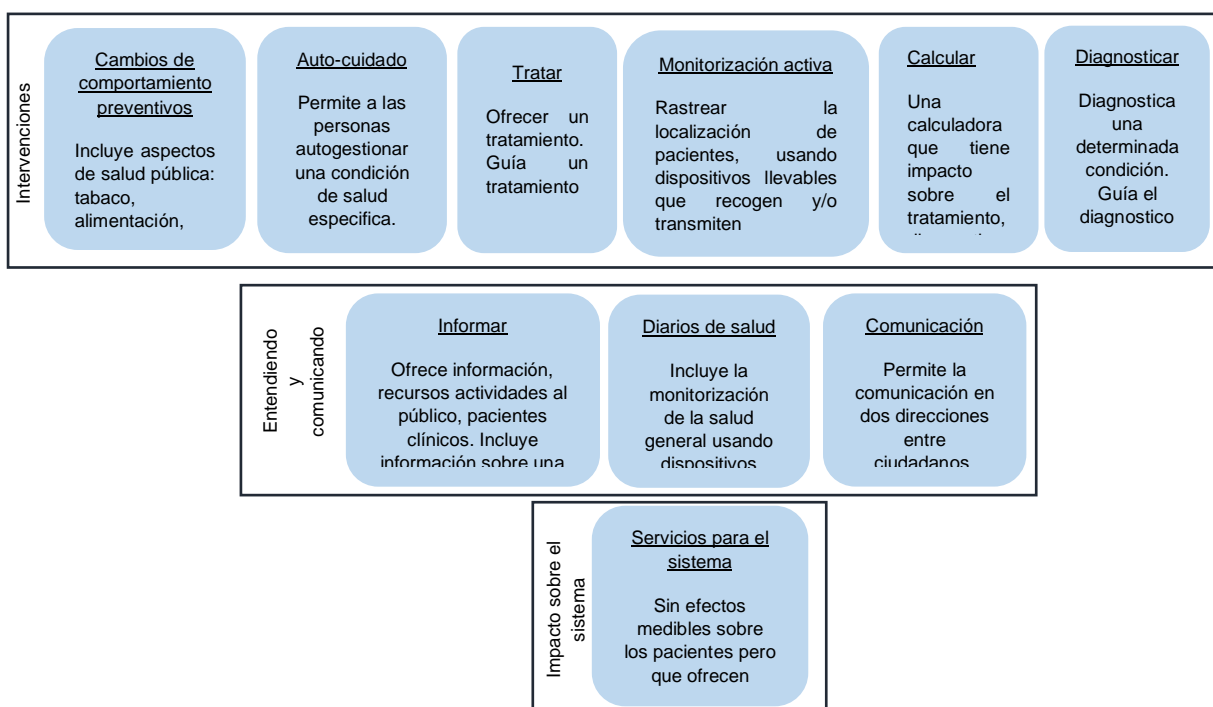 Intervenciones
Cambios de
comportamiento
preventivos
Incluye aspectos
de salud pública:
tabaco,
alimentación,
Auto-cuidado
Permite a las
personas
autogestionar
una condición
de salud
especifica.
Tratar
Ofrecer un
tratamiento.
Guía un
tratamiento
Monitorización activa
Rastrear la
localización de
pacientes, usando
dispositivos llevables
que recogen y/o
transmiten
Calcular
Una
calculadora
que tiene
impacto
sobre el
tratamiento,
Diagnosticar
Diagnostica
una
determinada
condición.
Guía el
diagnostico
Entendiendo
y
comunicando
Informar
Ofrece información,
recursos actividades al
público, pacientes
clínicos. Incluye
información sobre una
Diarios de salud
Incluye la
monitorización
de la salud
general usando
dispositivos
Comunicación
Permite la
comunicación en
dos direcciones
entre
ciudadanos
Impacto sobre el
sistema
Servicios para el
sistema
Sin efectos
medibles sobre
los pacientes pero
que ofrecen